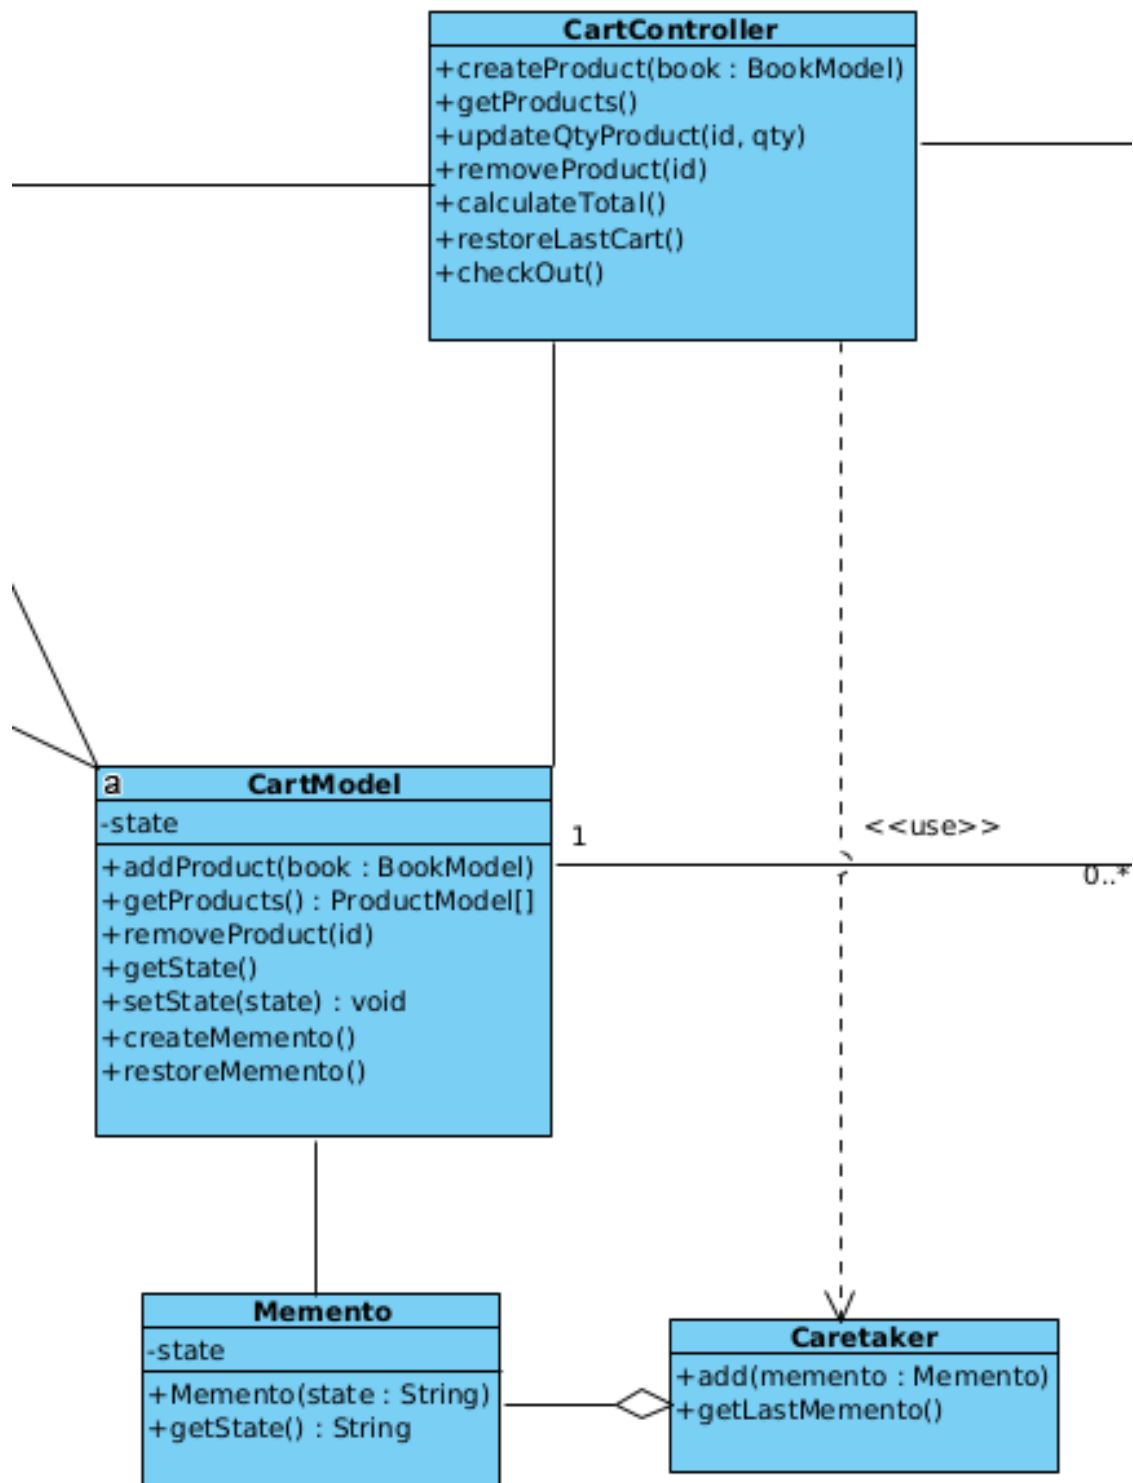 CartController
+createProduct(book : BookModel)
+getProducts()
+updateQtyProduct(id, qty)
+removeProduct(id)
+calculateTotal()
+restoreLastCart()
+checkOut()
a CartModel
-state
+addProduct(book : BookModel)
+getProducts() : ProductModel[]
+removeProduct(id)
+getState()
+setState(state) : void
+createMemento()
+restoreMemento()
1
<<use>>
0..*
Memento
-state
+Memento(state : String)
+getState() : String
Caretaker
+add(memento : Memento)
+getLastMemento()